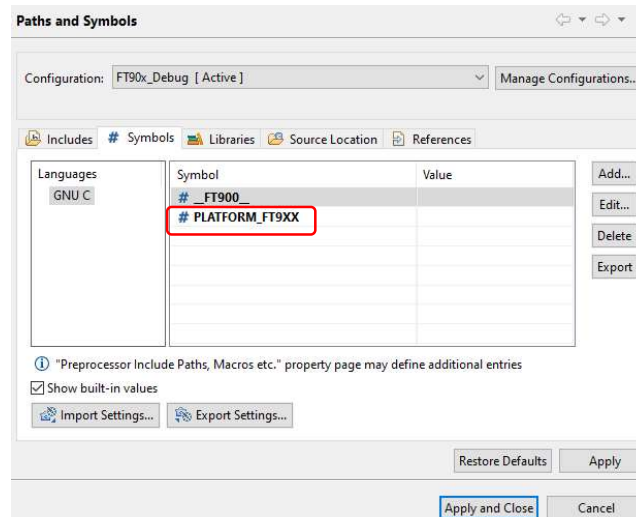 Paths and Symbols
Configuration: FT90x_Debug [ Active ] Manage Configurations..
Includes # Symbols Libraries Source Location References
Languages Symbol Value Add...
GNU C # __FT900__ Edit...
# PLATFORM_FT9XX
Delete
Export
"Preprocessor Include Paths, Macros etc." property page may define additional entries
Show built-in values
Import Settings... Export Settings...
Restore Defaults Apply
Apply and Close Cancel